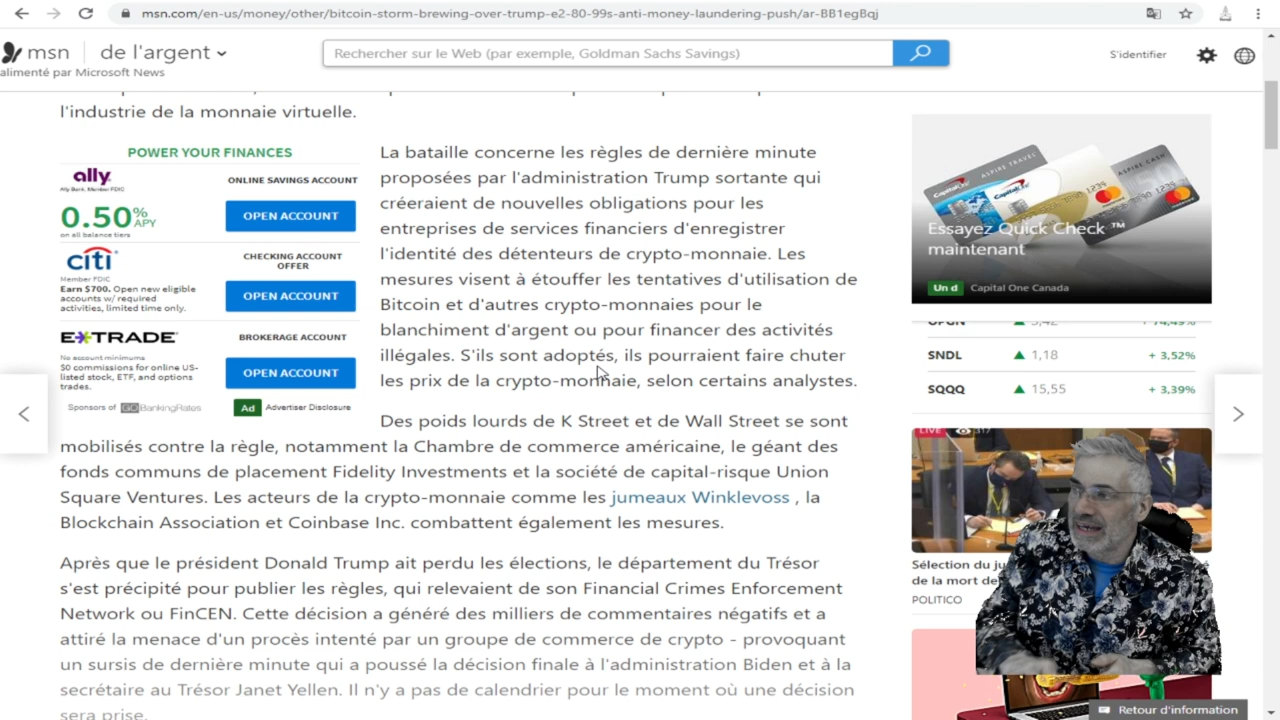 msn.com/en-us/money/other/bitcoin-storm-brewing-over-trump-e2-80-99s-anti-money-laundering-push/ar-BB1egBqj
msn de l'argent
alimenté par Microsoft News
Rechercher sur le Web (par exemple, Goldman Sachs Savings)
S'identifier
l'industrie de la monnaie virtuelle.
POWER YOUR FINANCES
ally
Ally Bank, Member FDIC
0.50% APY
on all balance tiers
ONLINE SAVINGS ACCOUNT
OPEN ACCOUNT
citi
Member FDIC
Earn $700. Open new eligible
accounts w/ required
activities, limited time only.
CHECKING ACCOUNT
OFFER
OPEN ACCOUNT
E*TRADE
No account minimums
$0 commissions for online US-
listed stock, ETF, and options
trades.
BROKERAGE ACCOUNT
OPEN ACCOUNT
Sponsors of GOBankingRates
Ad Advertiser Disclosure
La bataille concerne les règles de dernière minute
proposées par l'administration Trump sortante qui
créeraient de nouvelles obligations pour les
entreprises de services financiers d'enregistrer
l'identité des détenteurs de crypto-monnaie. Les
mesures visent à étouffer les tentatives d'utilisation de
Bitcoin et d'autres crypto-monnaies pour le
blanchiment d'argent ou pour financer des activités
illégales. S'ils sont adoptés, ils pourraient faire chuter
les prix de la crypto-monnaie, selon certains analystes.
Des poids lourds de K Street et de Wall Street se sont
mobilisés contre la règle, notamment la Chambre de commerce américaine, le géant des
fonds communs de placement Fidelity Investments et la société de capital-risque Union
Square Ventures. Les acteurs de la crypto-monnaie comme les jumeaux Winklevoss , la
Blockchain Association et Coinbase Inc. combattent également les mesures.
Après que le président Donald Trump ait perdu les élections, le département du Trésor
s'est précipité pour publier les règles, qui relevaient de son Financial Crimes Enforcement
Network ou FinCEN. Cette décision a généré des milliers de commentaires négatifs et a
attiré la menace d'un procès intenté par un groupe de commerce de crypto - provoquant
un sursis de dernière minute qui a poussé la décision finale à l'administration Biden et à la
secrétaire au Trésor Janet Yellen. Il n'y a pas de calendrier pour le moment où une décision
sera prise.
ASPIRE TRAVEL
ASPIRE CASH
Capital One
Essayez Quick Check ™
maintenant
Un d Capital One Canada
SNDL 1,18 + 3,52%
SQQQ 15,55 + 3,39%
LIVE 317
Sélection du ju
de la mort de
POLITICO
Retour d'information